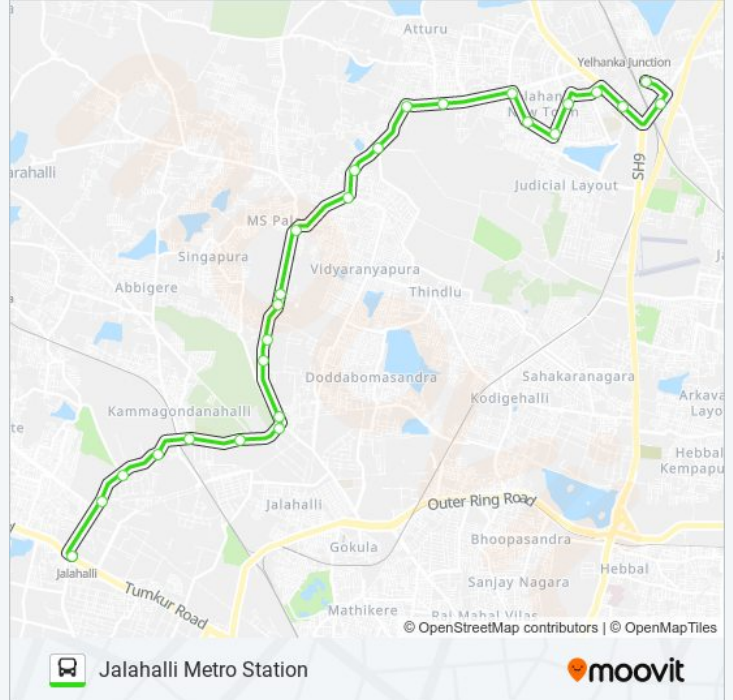 Atturu
Yelhanka Junction
New Town
SH9
arahalli
Judicial Layout
MS Pal
Singapura
Vidyaranyapura
Abbigere
Thindlu
Doddabomasandra
Sahakaranagara
Kodigehalli
Arkava
Layo
Kammagondanahalli
Hebbal
Kempapu
Jalahalli
Outer Ring Road
Gokula
Bhoopasandra
Jalahalli
Hebbal
Sanjay Nagara
Tumkur Road
Mathikere
Raj Mahal Vilas
© OpenStreetMap contributors | © OpenMapTiles
Jalahalli Metro Station
moovit